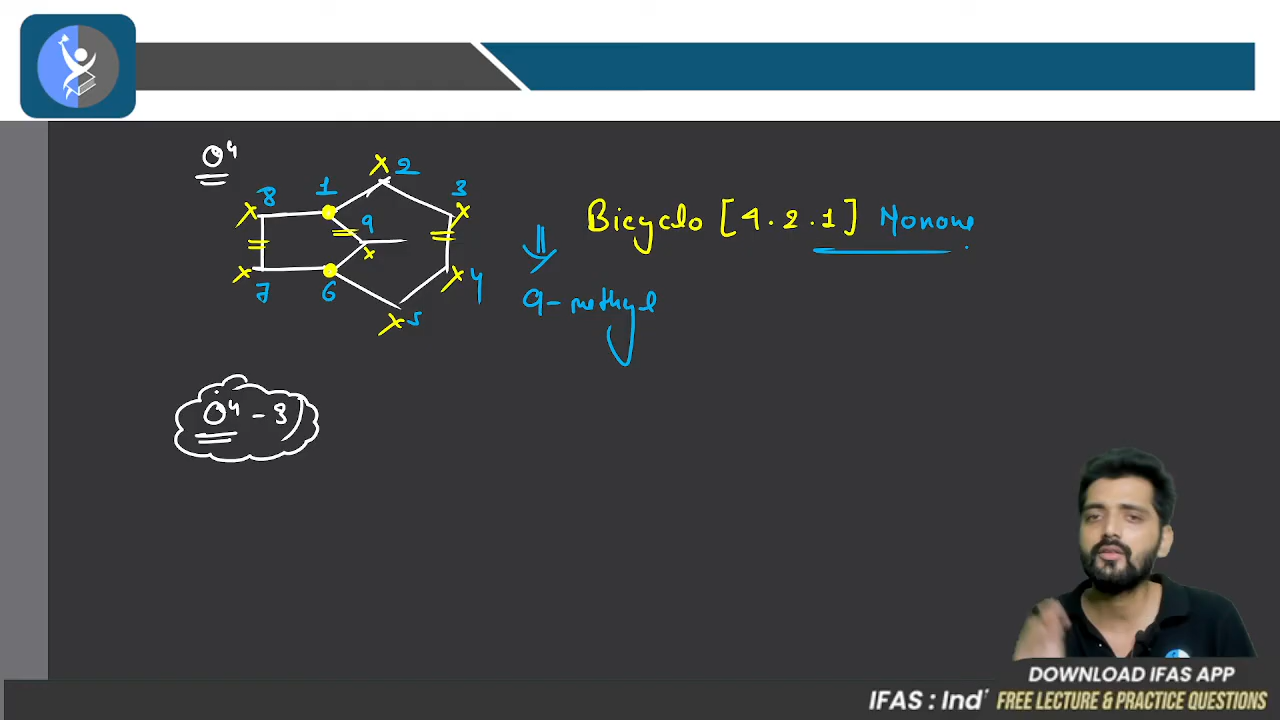 Q4
8 1 X 2 3
X 9 X
X X
X 7 6 X 4
X 5
Bicyclo [4.2.1] Nonane
9-methyl
Q4 - 3)
DOWNLOAD IFAS APP
IFAS : Ind' FREE LECTURE & PRACTICE QUESTIONS